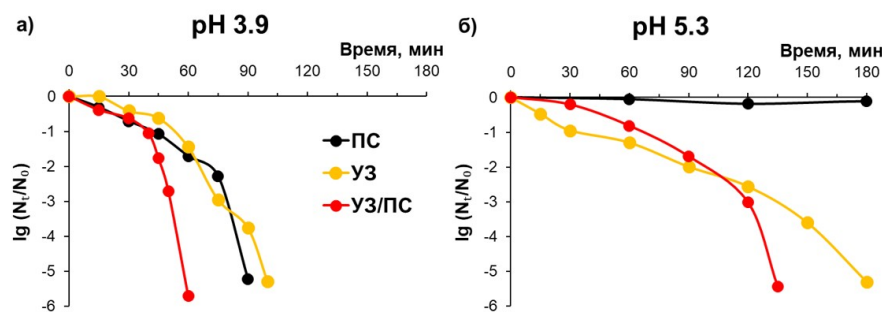 а)
pH 3.9
Время, мин
0 30 60 90 120 150 180
0
-1
-2
-3
-4
-5
-6
lg (Nt/N0)
ПС
УЗ
УЗ/ПС
б)
pH 5.3
Время, мин
0 30 60 90 120 150 180
0
-1
-2
-3
-4
-5
-6
lg (Nt/N0)